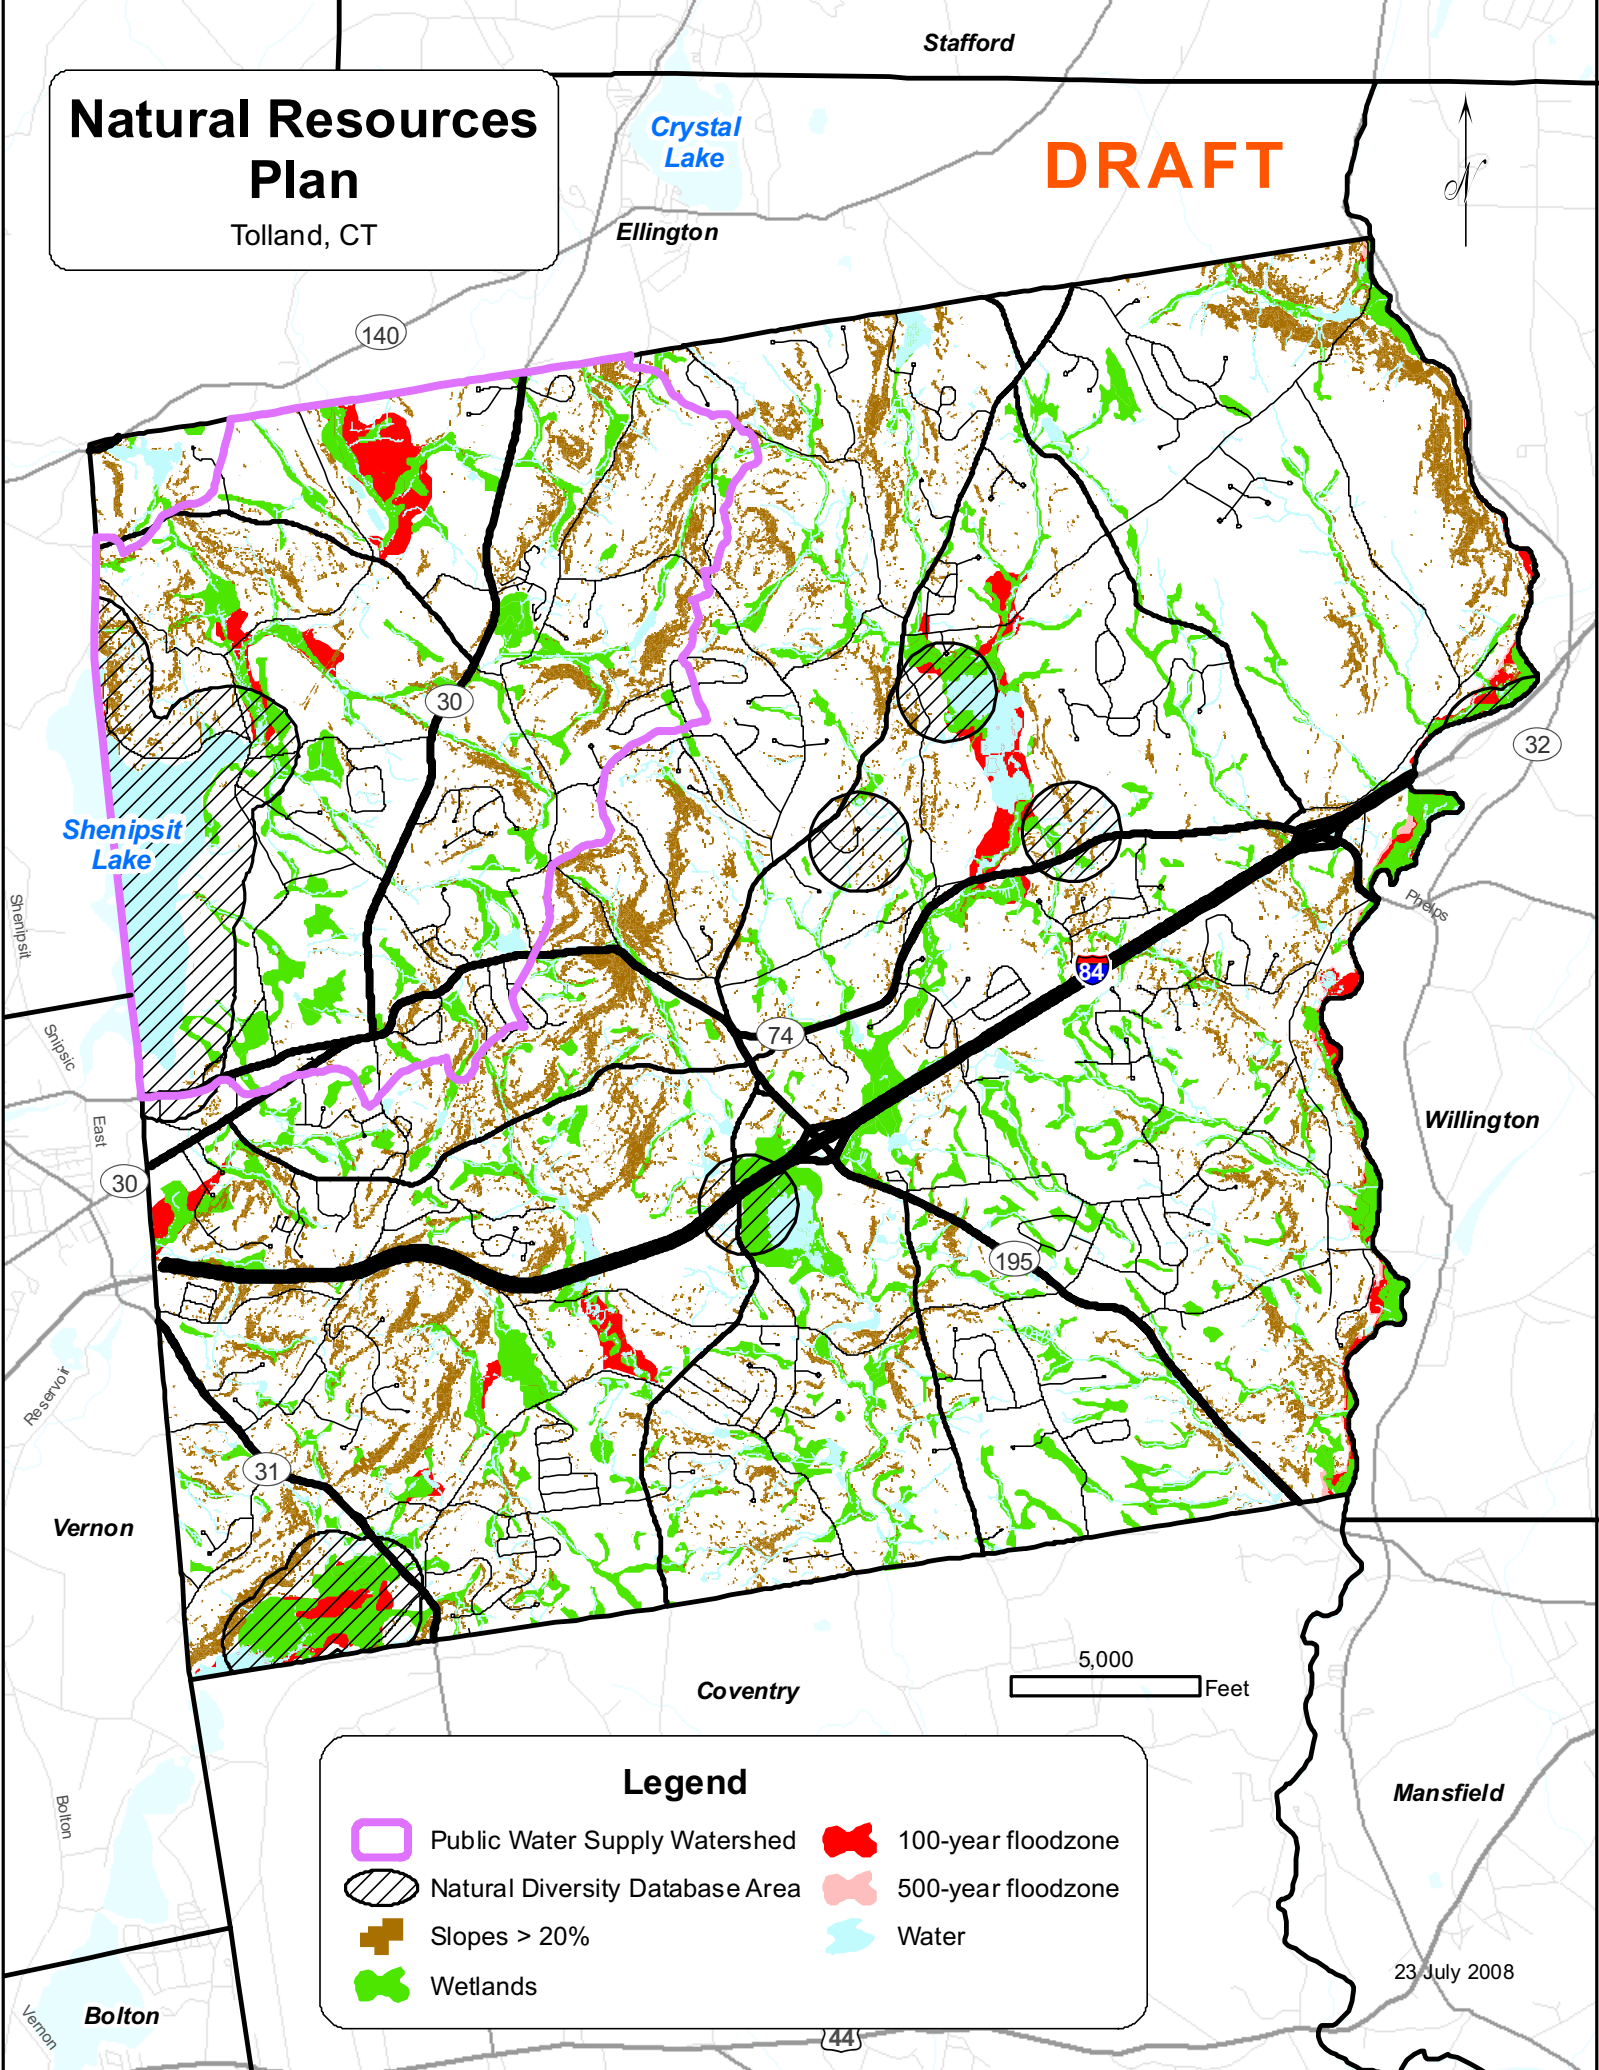 Stafford
Natural Resources
Plan
Tolland, CT
Crystal
Lake
DRAFT
N
Ellington
140
30
32
Shenipsit
Lake
Shenipsit
Phelps
84
74
Snipsic
East
Willington
30
195
Reservoir
31
Vernon
5,000
Feet
Coventry
Legend
Public Water Supply Watershed
Natural Diversity Database Area
Slopes > 20%
Wetlands
100-year floodzone
500-year floodzone
Water
Mansfield
Bolton
23 July 2008
Bolton
Vernon
44